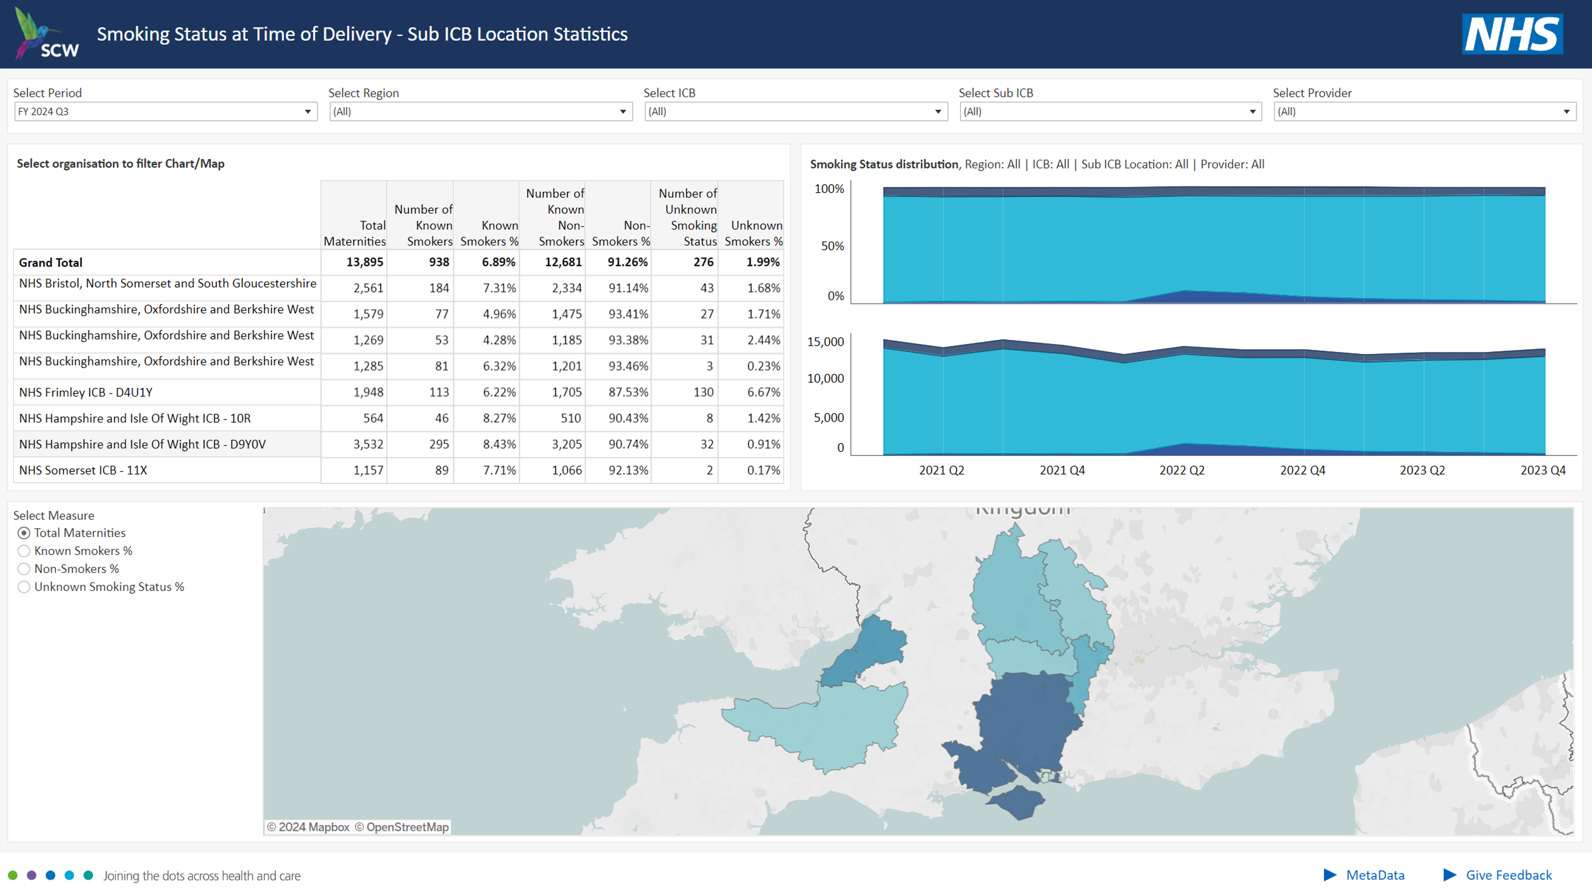 SCW
Smoking Status at Time of Delivery - Sub ICB Location Statistics
NHS
Select Period
FY 2024 Q3
Select Region
(All)
Select ICB
(All)
Select Sub ICB
(All)
Select Provider
(All)
Select organisation to filter Chart/Map
Total Maternities
Number of Known Smokers
Known Smokers %
Number of Known Non-Smokers
Non-Smokers %
Number of Unknown Smoking Status
Unknown Smokers %
Grand Total 13,895 938 6.89% 12,681 91.26% 276 1.99%
NHS Bristol, North Somerset and South Gloucestershire 2,561 184 7.31% 2,334 91.14% 43 1.68%
NHS Buckinghamshire, Oxfordshire and Berkshire West 1,579 77 4.96% 1,475 93.41% 27 1.71%
NHS Buckinghamshire, Oxfordshire and Berkshire West 1,269 53 4.28% 1,185 93.38% 31 2.44%
NHS Buckinghamshire, Oxfordshire and Berkshire West 1,285 81 6.32% 1,201 93.46% 3 0.23%
NHS Frimley ICB - D4U1Y 1,948 113 6.22% 1,705 87.53% 130 6.67%
NHS Hampshire and Isle Of Wight ICB - 10R 564 46 8.27% 510 90.43% 8 1.42%
NHS Hampshire and Isle Of Wight ICB - D9Y0V 3,532 295 8.43% 3,205 90.74% 32 0.91%
NHS Somerset ICB - 11X 1,157 89 7.71% 1,066 92.13% 2 0.17%
Smoking Status distribution, Region: All | ICB: All | Sub ICB Location: All | Provider: All
100%
50%
0%
15,000
10,000
5,000
0
2021 Q2 2021 Q4 2022 Q2 2022 Q4 2023 Q2 2023 Q4
Select Measure
Total Maternities
Known Smokers %
Non-Smokers %
Unknown Smoking Status %
Kingdom
© 2024 Mapbox © OpenStreetMap
Joining the dots across health and care
MetaData
Give Feedback